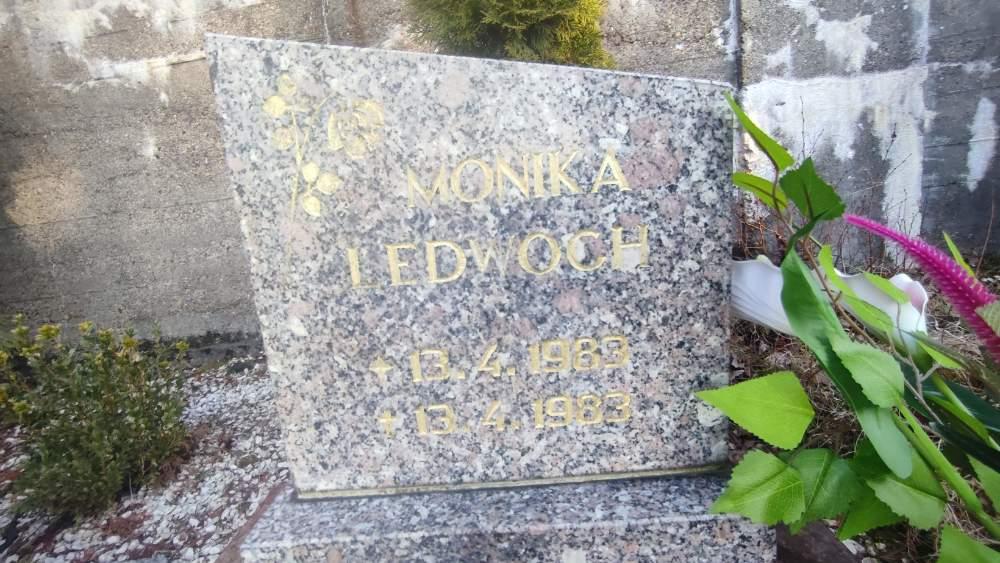 MONIKA
LEDWOCH
✦ 13. 4. 1983
✝ 13. 4. 1983